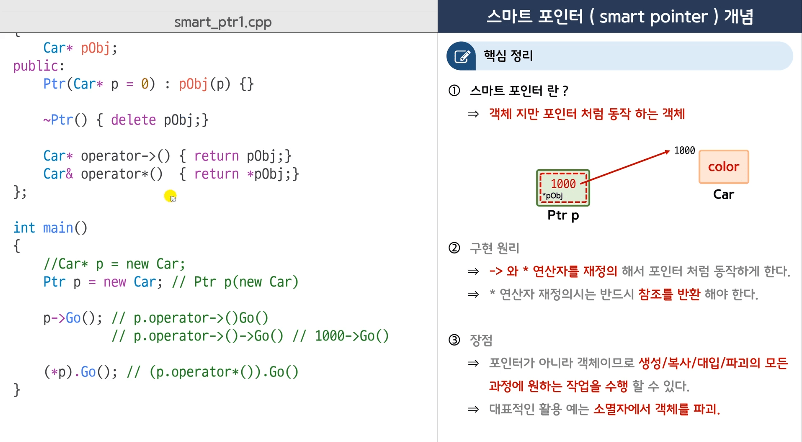 smart_ptr1.cpp
{
Car* pObj;
public:
Ptr(Car* p = 0) : pObj(p) {}
~Ptr() { delete pObj;}
Car* operator->() { return pObj;}
Car& operator*() { return *pObj;}
};
int main()
{
//Car* p = new Car;
Ptr p = new Car; // Ptr p(new Car)
p->Go(); // p.operator->()Go()
// p.operator->()->Go() // 1000->Go()
(*p).Go(); // (p.operator*()).Go()
}
스마트 포인터 ( smart pointer ) 개념
핵심 정리
① 스마트 포인터 란 ?
⇒ 객체 지만 포인터 처럼 동작 하는 객체
1000
color
Car
1000
*pObj
Ptr p
② 구현 원리
⇒ -> 와 * 연산자를 재정의 해서 포인터 처럼 동작하게 한다.
⇒ * 연산자 재정의시는 반드시 참조를 반환 해야 한다.
③ 장점
⇒ 포인터가 아니라 객체이므로 생성/복사/대입/파괴의 모든
과정에 원하는 작업을 수행 할 수 있다.
⇒ 대표적인 활용 예는 소멸자에서 객체를 파괴.